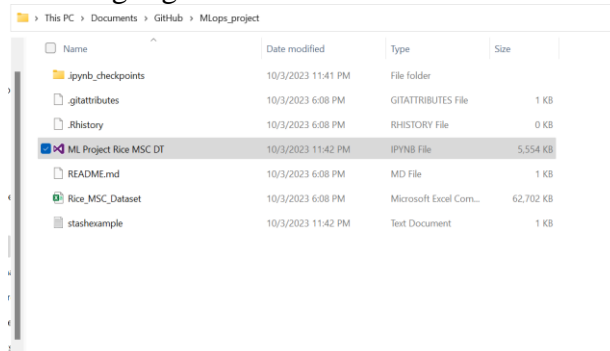 This PC > Documents > GitHub > MLops_project
Name Date modified Type Size
.ipynb_checkpoints 10/3/2023 11:41 PM File folder
.gitattributes 10/3/2023 6:08 PM GITATTRIBUTES File 1 KB
.Rhistory 10/3/2023 6:08 PM RHISTORY File 0 KB
ML Project Rice MSC DT 10/3/2023 11:42 PM IPYNB File 5,554 KB
README.md 10/3/2023 6:08 PM MD File 1 KB
Rice_MSC_Dataset 10/3/2023 6:08 PM Microsoft Excel Com... 62,702 KB
stashexample 10/3/2023 11:42 PM Text Document 1 KB